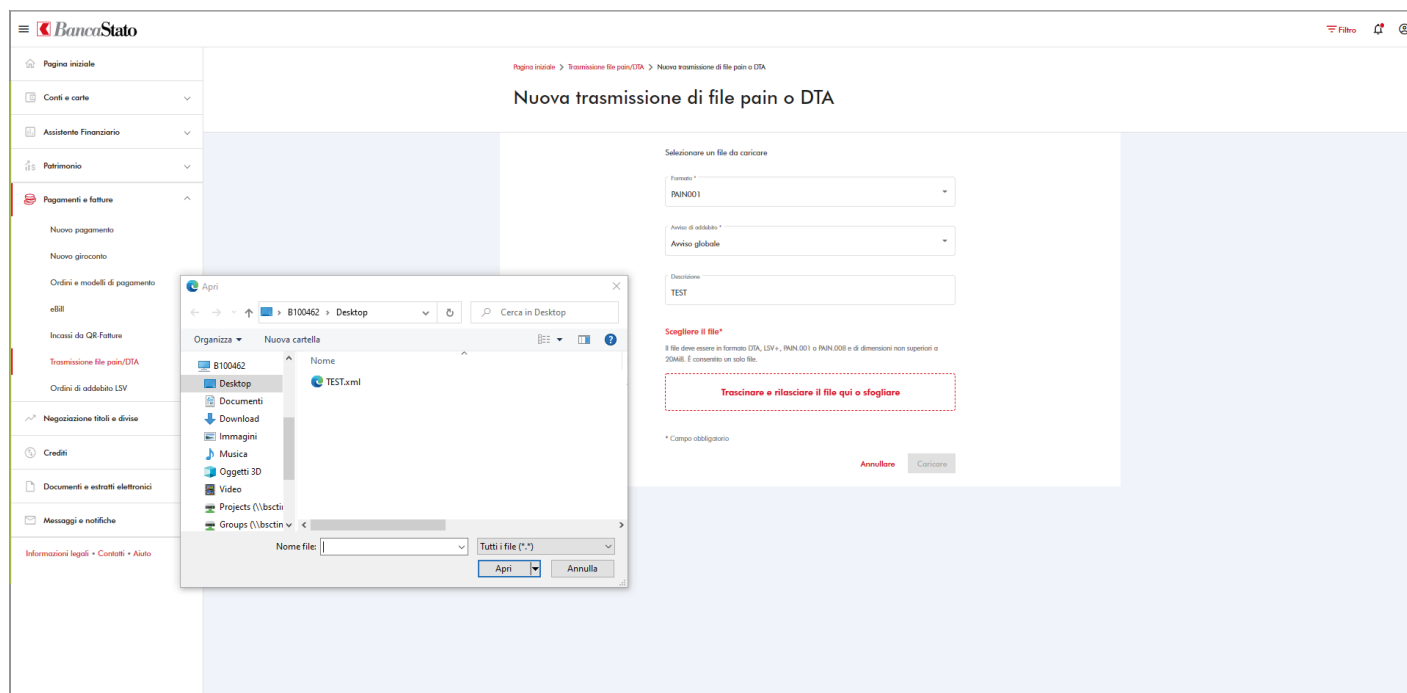 BancaStato
Filtro
Pagina iniziale
Conti e carte
Assistente Finanziario
Patrimonio
Pagamenti e fatture
Nuovo pagamento
Nuovo giroconto
Ordini e modelli di pagamento
eBill
Incassi da QR-Fatture
Trasmissione file pain/DTA
Ordini di addebito LSV
Negoziazione titoli e divise
Crediti
Documenti e estratti elettronici
Messaggi e notifiche
Informazioni legali • Contatti • Aiuto
Pagina iniziale > Trasmissione file pain/DTA > Nuova trasmissione di file pain o DTA
Nuova trasmissione di file pain o DTA
Selezionare un file da caricare
Formato *
PAIN001
Avviso di addebito *
Avviso globale
Descrizione
TEST
Scegliere il file*
Il file deve essere in formato DTA, LSV+, PAIN.001 o PAIN.008 e di dimensioni non superiori a
20Mill. È consentito un solo file.
Trascinare e rilasciare il file qui o sfogliare
* Campo obbligatorio
Annullare
Caricare
Apri
B100462 > Desktop
Cerca in Desktop
Organizza
Nuova cartella
B100462
Desktop
Documenti
Download
Immagini
Musica
Oggetti 3D
Video
Projects (\\bsctin
Groups (\\bsctin
Nome
TEST.xml
Nome file:
Tutti i file (*.*)
Apri
Annulla